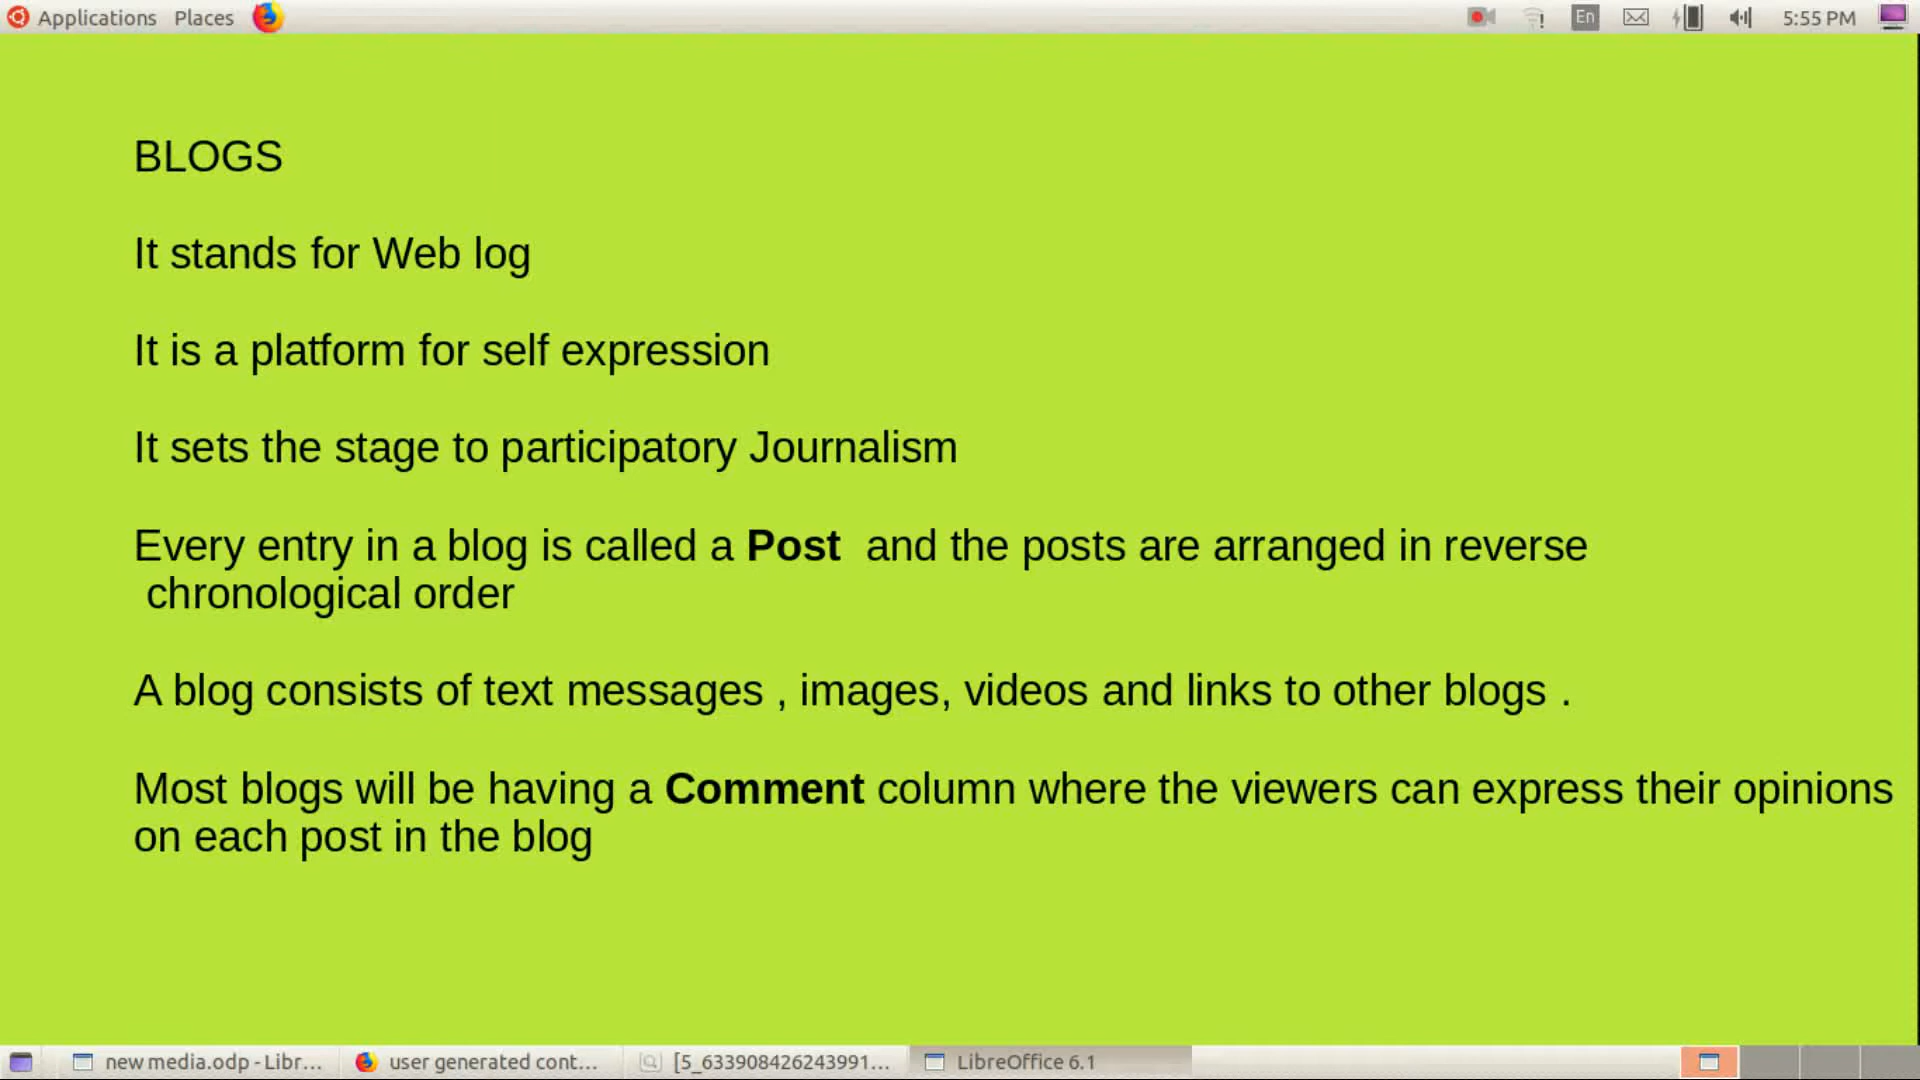 Applications Places En 5:55 PM
BLOGS
It stands for Web log
It is a platform for self expression
It sets the stage to participatory Journalism
Every entry in a blog is called a Post and the posts are arranged in reverse
chronological order
A blog consists of text messages , images, videos and links to other blogs .
Most blogs will be having a Comment column where the viewers can express their opinions
on each post in the blog
new media.odp - Libr... user generated cont... [5_633908426243991... LibreOffice 6.1